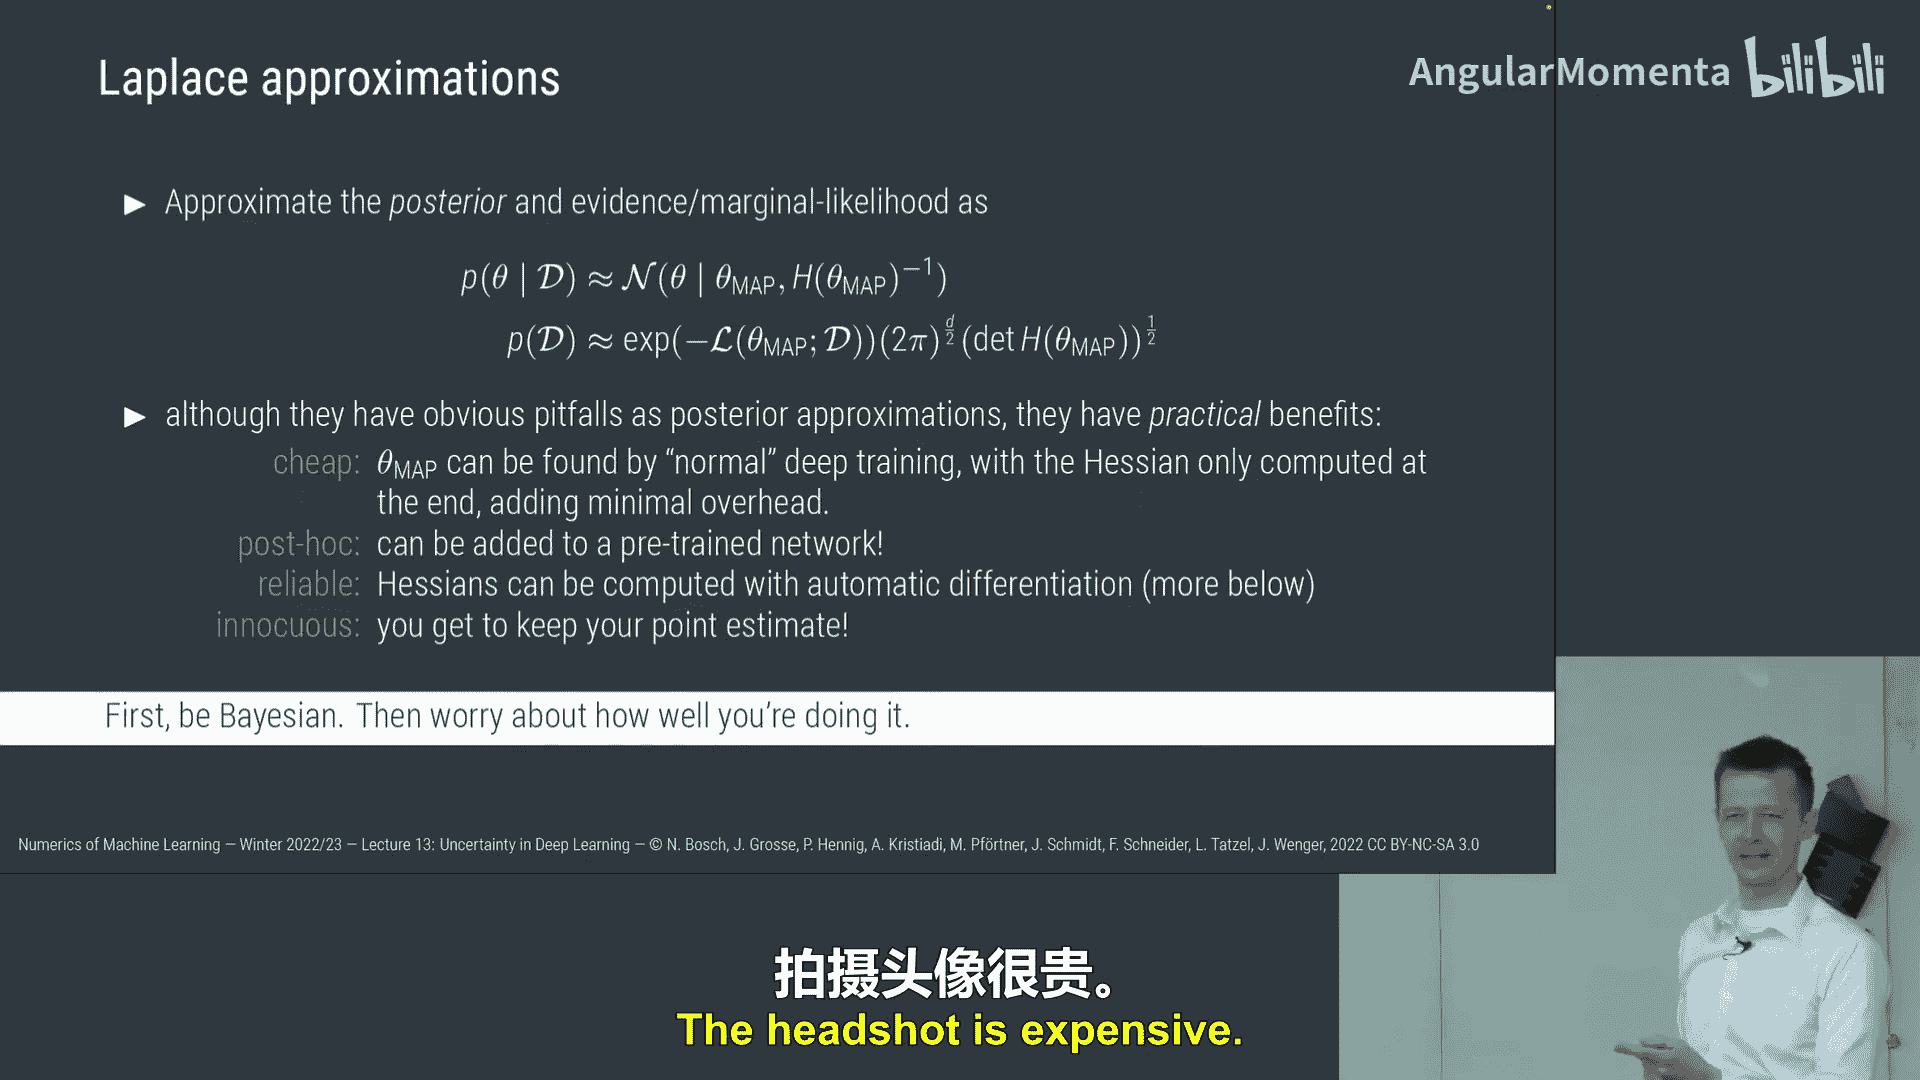 Laplace approximations
AngularMomenta bilibili
▶ Approximate the posterior and evidence/marginal-likelihood as
p(θ | 𝒟) ≈ 𝒩(θ | θ_MAP, H(θ_MAP)^{-1})
p(𝒟) ≈ exp(−ℒ(θ_MAP; 𝒟))(2π)^{d/2}(det H(θ_MAP))^{1/2}
▶ although they have obvious pitfalls as posterior approximations, they have practical benefits:
cheap: θ_MAP can be found by “normal” deep training, with the Hessian only computed at
the end, adding minimal overhead.
post-hoc: can be added to a pre-trained network!
reliable: Hessians can be computed with automatic differentiation (more below)
innocuous: you get to keep your point estimate!
First, be Bayesian. Then worry about how well you’re doing it.
Numerics of Machine Learning — Winter 2022/23 — Lecture 13: Uncertainty in Deep Learning — © N. Bosch, J. Grosse, P. Hennig, A. Kristiadi, M. Pförtner, J. Schmidt, F. Schneider, L. Tatzel, J. Wenger, 2022 CC BY-NC-SA 3.0
拍摄头像很贵。
The headshot is expensive.